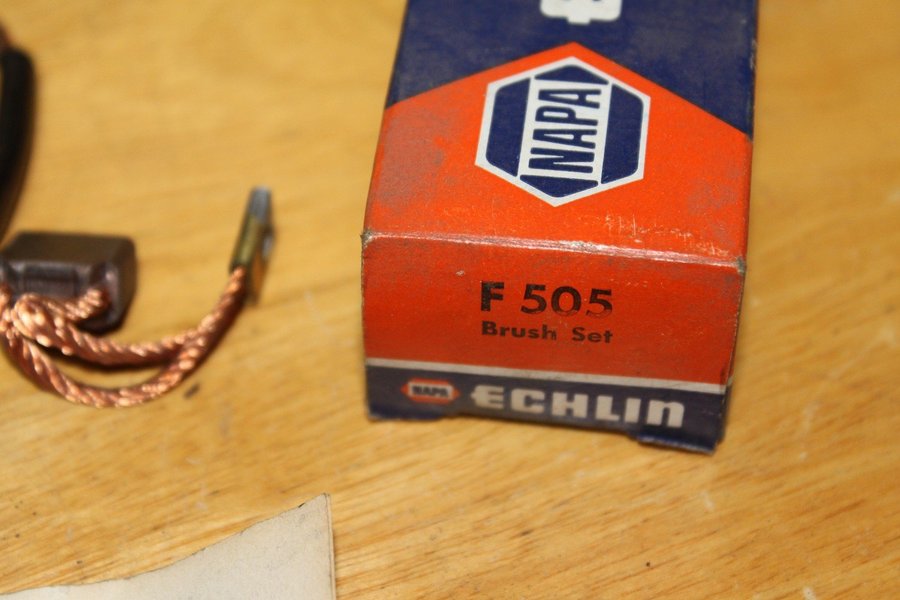 NAPA
F 505
Brush Set
NAPA ECHLIN